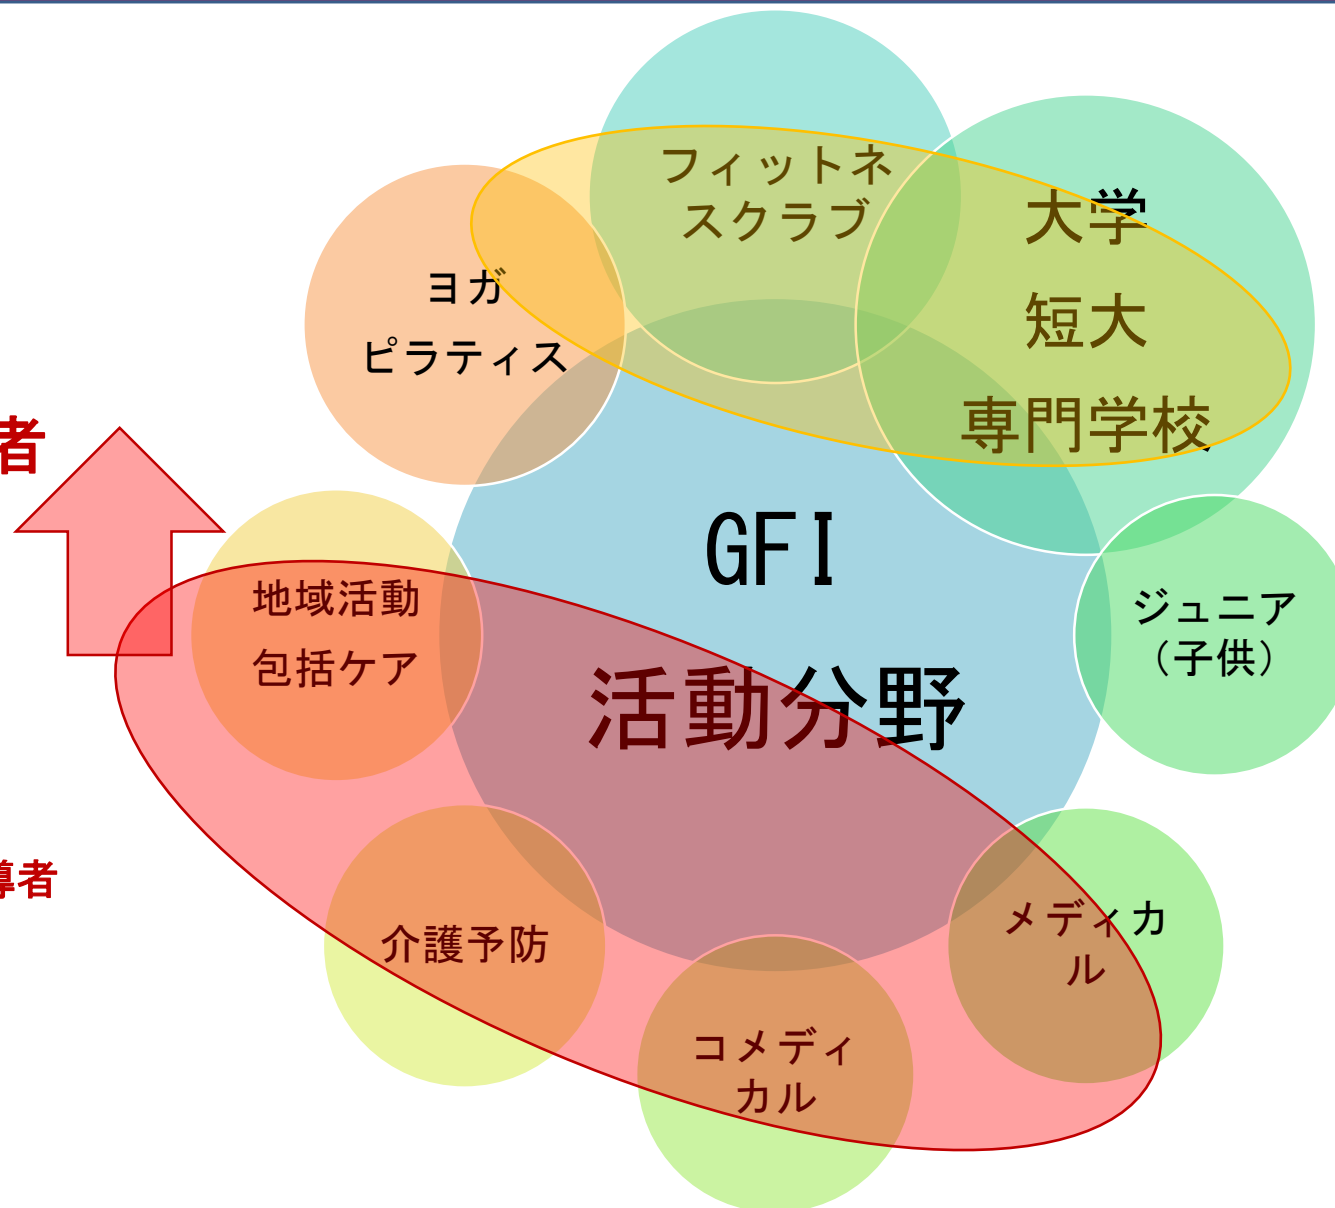 フィットネ
スクラブ
大学
短大
専門学校
ヨガ
ピラティス
者
GFI
活動分野
地域活動
包括ケア
ジュニア
（子供）
導者
介護予防
メディカ
ル
コメディ
カル